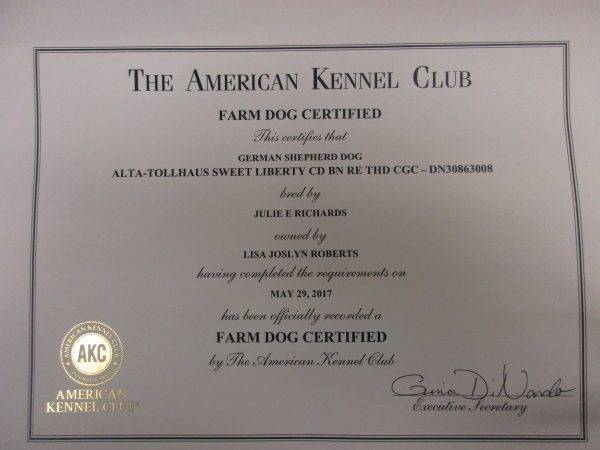 THE AMERICAN KENNEL CLUB
FARM DOG CERTIFIED
This certifies that
GERMAN SHEPHERD DOG
ALTA-TOLLHAUS SWEET LIBERTY CD BN RE THD CGC – DN30863008
bred by
JULIE E RICHARDS
owned by
LISA JOSLYN ROBERTS
having completed the requirements on
MAY 29, 2017
has been officially recorded a
FARM DOG CERTIFIED
by The American Kennel Club
AMERICAN KENNEL CLUB
AKC
AMERICAN
KENNEL CLUB®
Gina DiNardo
Executive Secretary